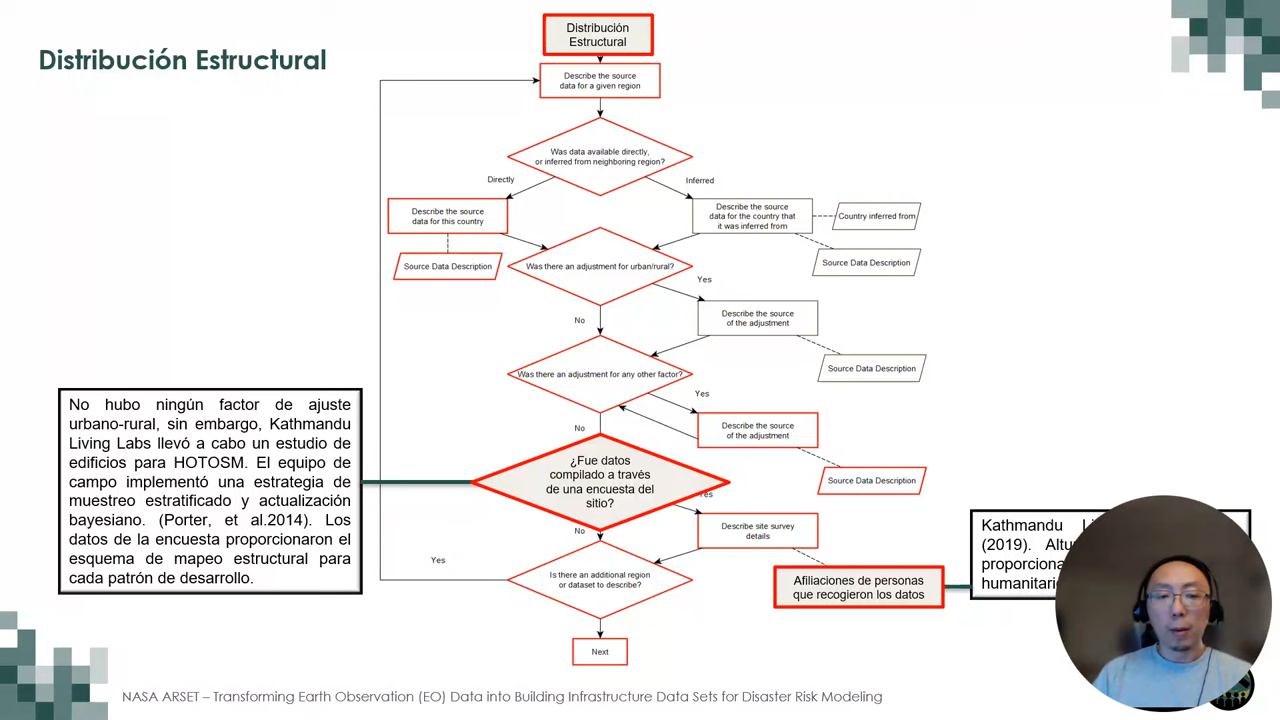 Distribución Estructural
Distribución
Estructural
Describe the source
data for a given region
Was data available directly,
or inferred from neighboring region?
Directly
Inferred
Describe the source
data for this country
Describe the source
data for the country that
it was inferred from
Country inferred from
Source Data Description
Source Data Description
Was there an adjustment for urban/rural?
Yes
No
Describe the source
of the adjustment
Source Data Description
Was there an adjustment for any other factor?
Yes
No
Describe the source
of the adjustment
Source Data Description
No hubo ningún factor de ajuste
urbano-rural, sin embargo, Kathmandu
Living Labs llevó a cabo un estudio de
edificios para HOTOSM. El equipo de
campo implementó una estrategia de
muestreo estratificado y actualización
bayesiano. (Porter, et al.2014). Los
datos de la encuesta proporcionaron el
esquema de mapeo estructural para
cada patrón de desarrollo.
¿Fue datos
compilado a través
de una encuesta del
sitio?
Yes
No
Describe site survey
details
Afiliaciones de personas
que recogieron los datos
Kathmandu
(2019).
humanitario
Yes
Is there an additional region
or dataset to describe?
Next
NASA ARSET – Transforming Earth Observation (EO) Data into Building Infrastructure Data Sets for Disaster Risk Modeling